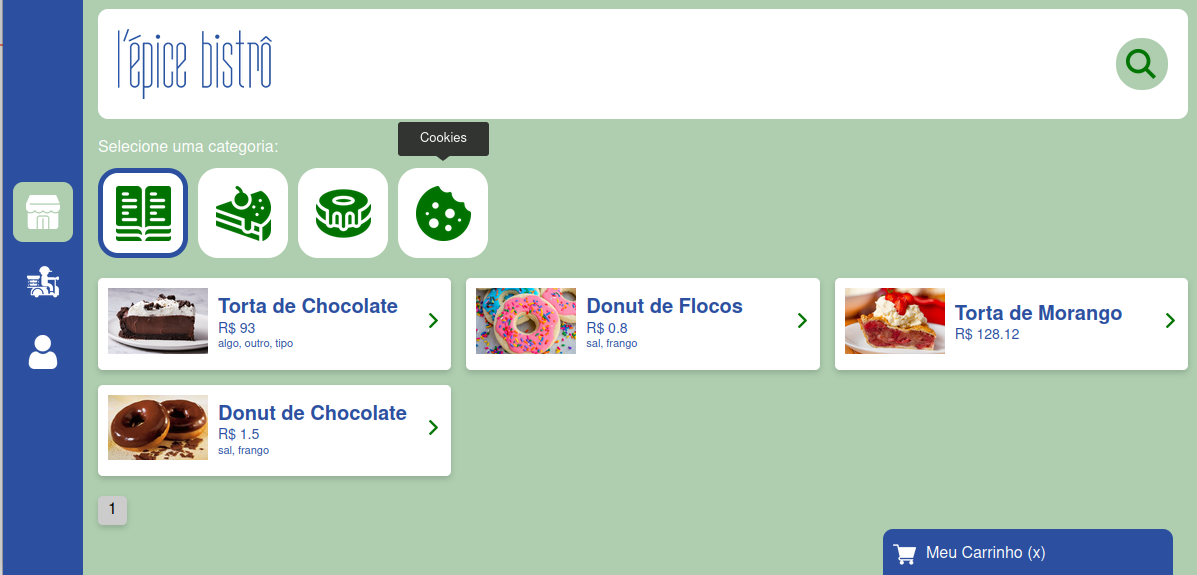 l'épice bistrô
Selecione uma categoria:
Cookies
Torta de Chocolate
R$ 93
algo, outro, tipo
Donut de Flocos
R$ 0.8
sal, frango
Torta de Morango
R$ 128.12
Donut de Chocolate
R$ 1.5
sal, frango
1
Meu Carrinho (x)